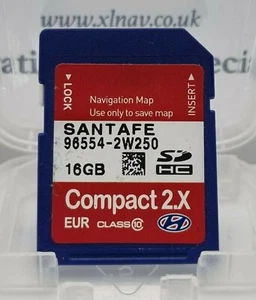 www.xlnav.co.uk
LOCK
Navigation Map
Use only to save map
INSERT
SANTAFE
96554-2W250
16GB
SD
HC
Compact 2.X
EUR CLASS 10